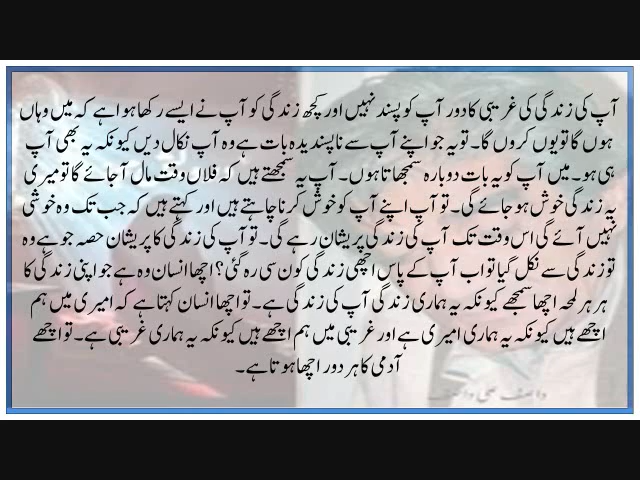 آپ کی زندگی کی غریبی کا دور آپ کو پسند نہیں اور کچھ زندگی کو آپ نے ایسے رکھا ہوا ہے کہ میں وہاں
ہوں گا تو یوں کروں گا۔ تو یہ جو اپنے آپ سے ناپسندیدہ بات ہے وہ آپ نکال دیں کیونکہ یہ بھی آپ
ہی ہو۔ میں آپ کو یہ بات دوبارہ سمجھاتا ہوں۔ آپ یہ سمجھتے ہیں کہ فلاں وقت مال آ جائے گا تو میری
یہ زندگی خوش ہو جائے گی۔ تو آپ اپنے آپ کو خوش کرنا چاہتے ہیں اور کہتے ہیں کہ جب تک وہ خوشی
نہیں آئے گی اس وقت تک آپ کی زندگی پریشان رہے گی۔ تو آپ کی زندگی کا پریشان حصہ جو ہے وہ
تو زندگی سے نکل گیا تو اب آپ کے پاس اچھی زندگی کون سی رہ گئی؟ اچھا انسان وہ ہے جو اپنی زندگی کا
ہر ہر لمحہ اچھا سمجھے کیونکہ یہ ہماری زندگی آپ کی زندگی ہے۔ تو اچھا انسان کہتا ہے کہ امیری میں ہم
اچھے ہیں کیونکہ یہ ہماری امیری ہے اور غریبی میں ہم اچھے ہیں کیونکہ یہ ہماری غریبی ہے۔ تو اچھے
آدمی کا ہر دور اچھا ہوتا ہے۔
واصف علی واصف